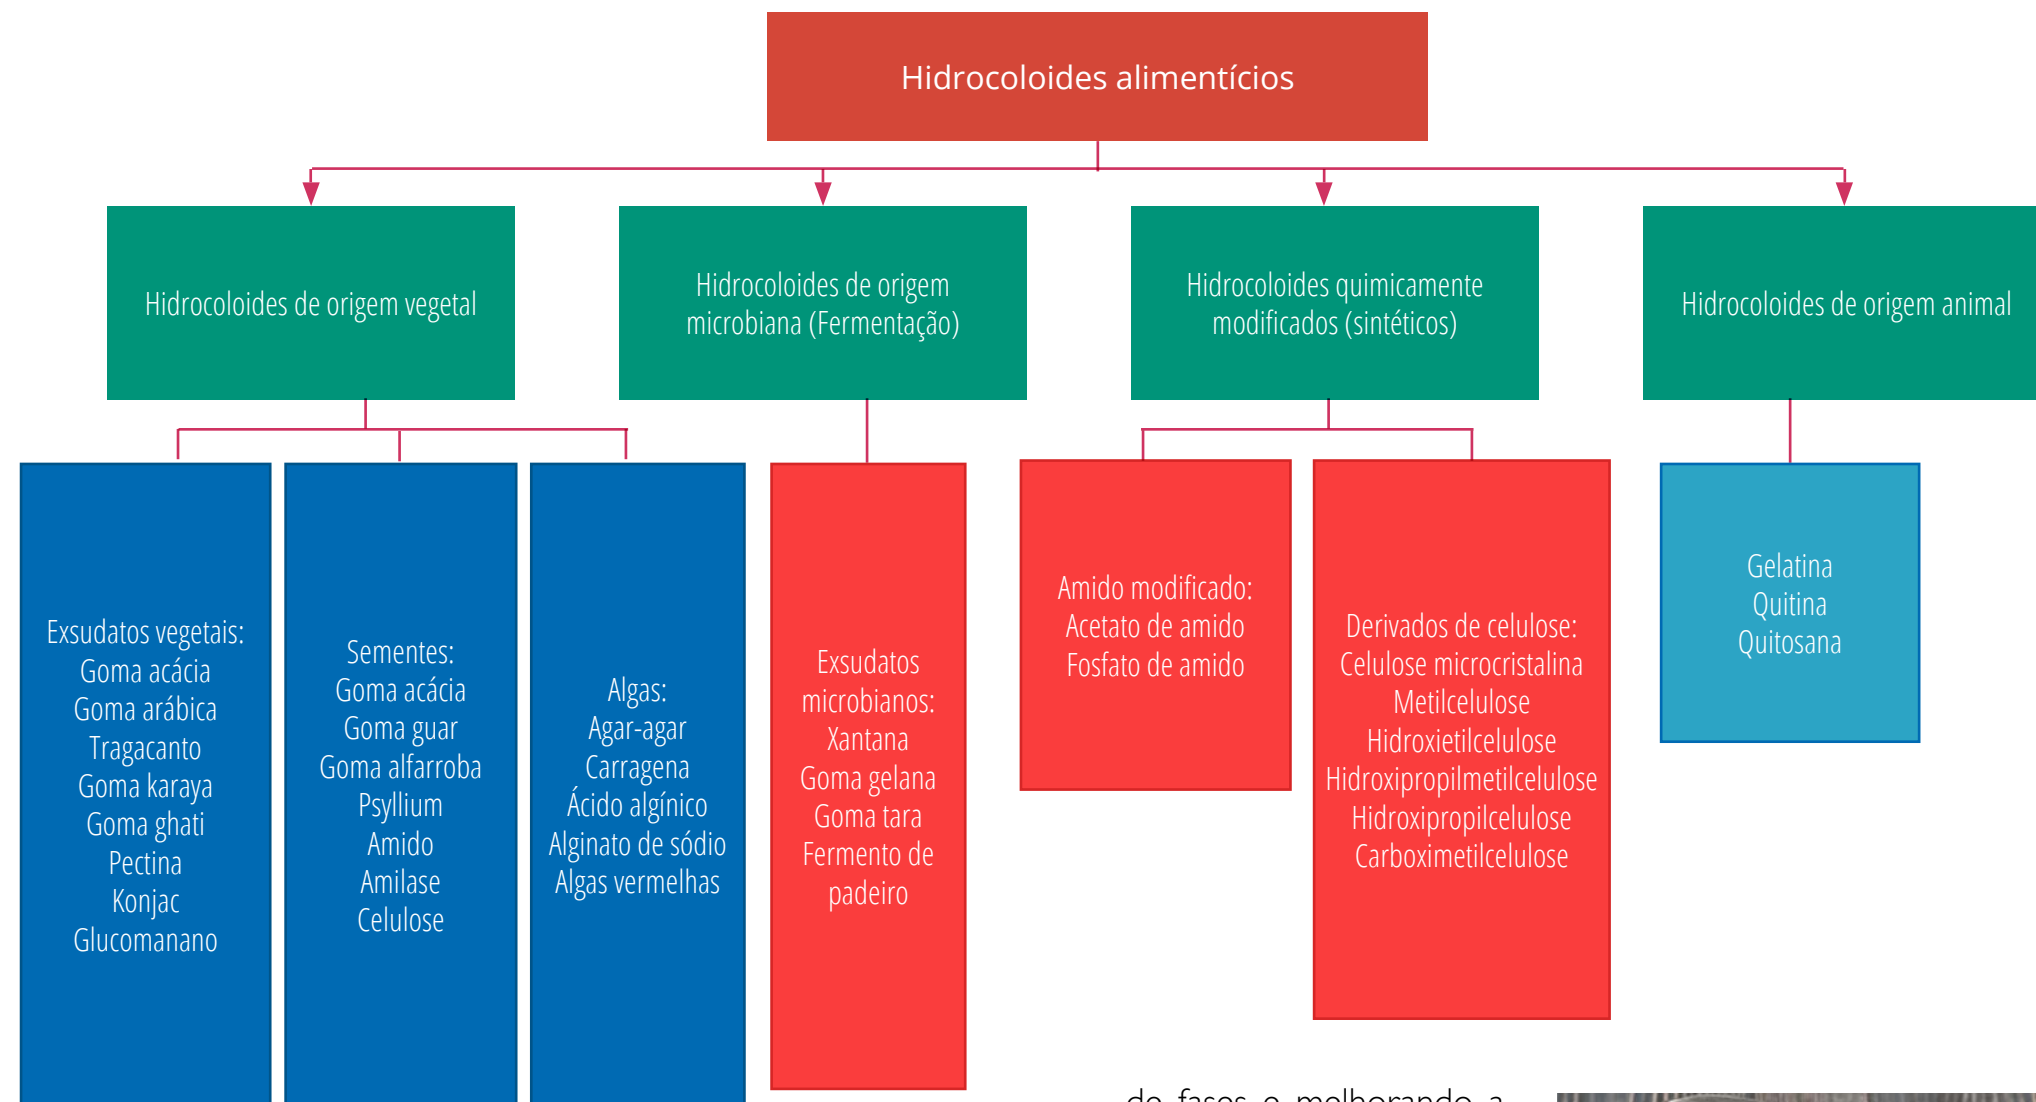 Hidrocoloides alimentícios
Hidrocoloides de origem vegetal
Hidrocoloides de origem
microbiana (Fermentação)
Hidrocoloides quimicamente
modificados (sintéticos)
Hidrocoloides de origem animal
Exsudatos vegetais:
Goma acácia
Goma arábica
Tragacanto
Goma karaya
Goma ghati
Pectina
Konjac
Glucomanano
Sementes:
Goma acácia
Goma guar
Goma alfarroba
Psyllium
Amido
Amilase
Celulose
Algas:
Agar-agar
Carragena
Ácido algínico
Alginato de sódio
Algas vermelhas
Exsudatos
microbianos:
Xantana
Goma gelana
Goma tara
Fermento de
padeiro
Amido modificado:
Acetato de amido
Fosfato de amido
Derivados de celulose:
Celulose microcristalina
Metilcelulose
Hidroxietilcelulose
Hidroxipropilmetilcelulose
Hidroxipropilcelulose
Carboximetilcelulose
Gelatina
Quitina
Quitosana
de fases e melhorando a